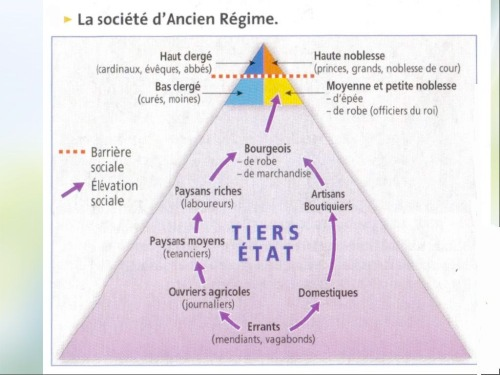 ► La société d'Ancien Régime.
Haut clergé
(cardinaux, évêques, abbés)
Haute noblesse
(princes, grands, noblesse de cour)
Bas clergé
(curés, moines)
Moyenne et petite noblesse
– d'épée
– de robe (officiers du roi)
Barrière
sociale
Élévation
sociale
Bourgeois
– de robe
– de marchandise
Paysans riches
(laboureurs)
Artisans
Boutiquiers
TIERS
ÉTAT
Paysans moyens
(tenanciers)
Ouvriers agricoles
(journaliers)
Domestiques
Errants
(mendiants, vagabonds)